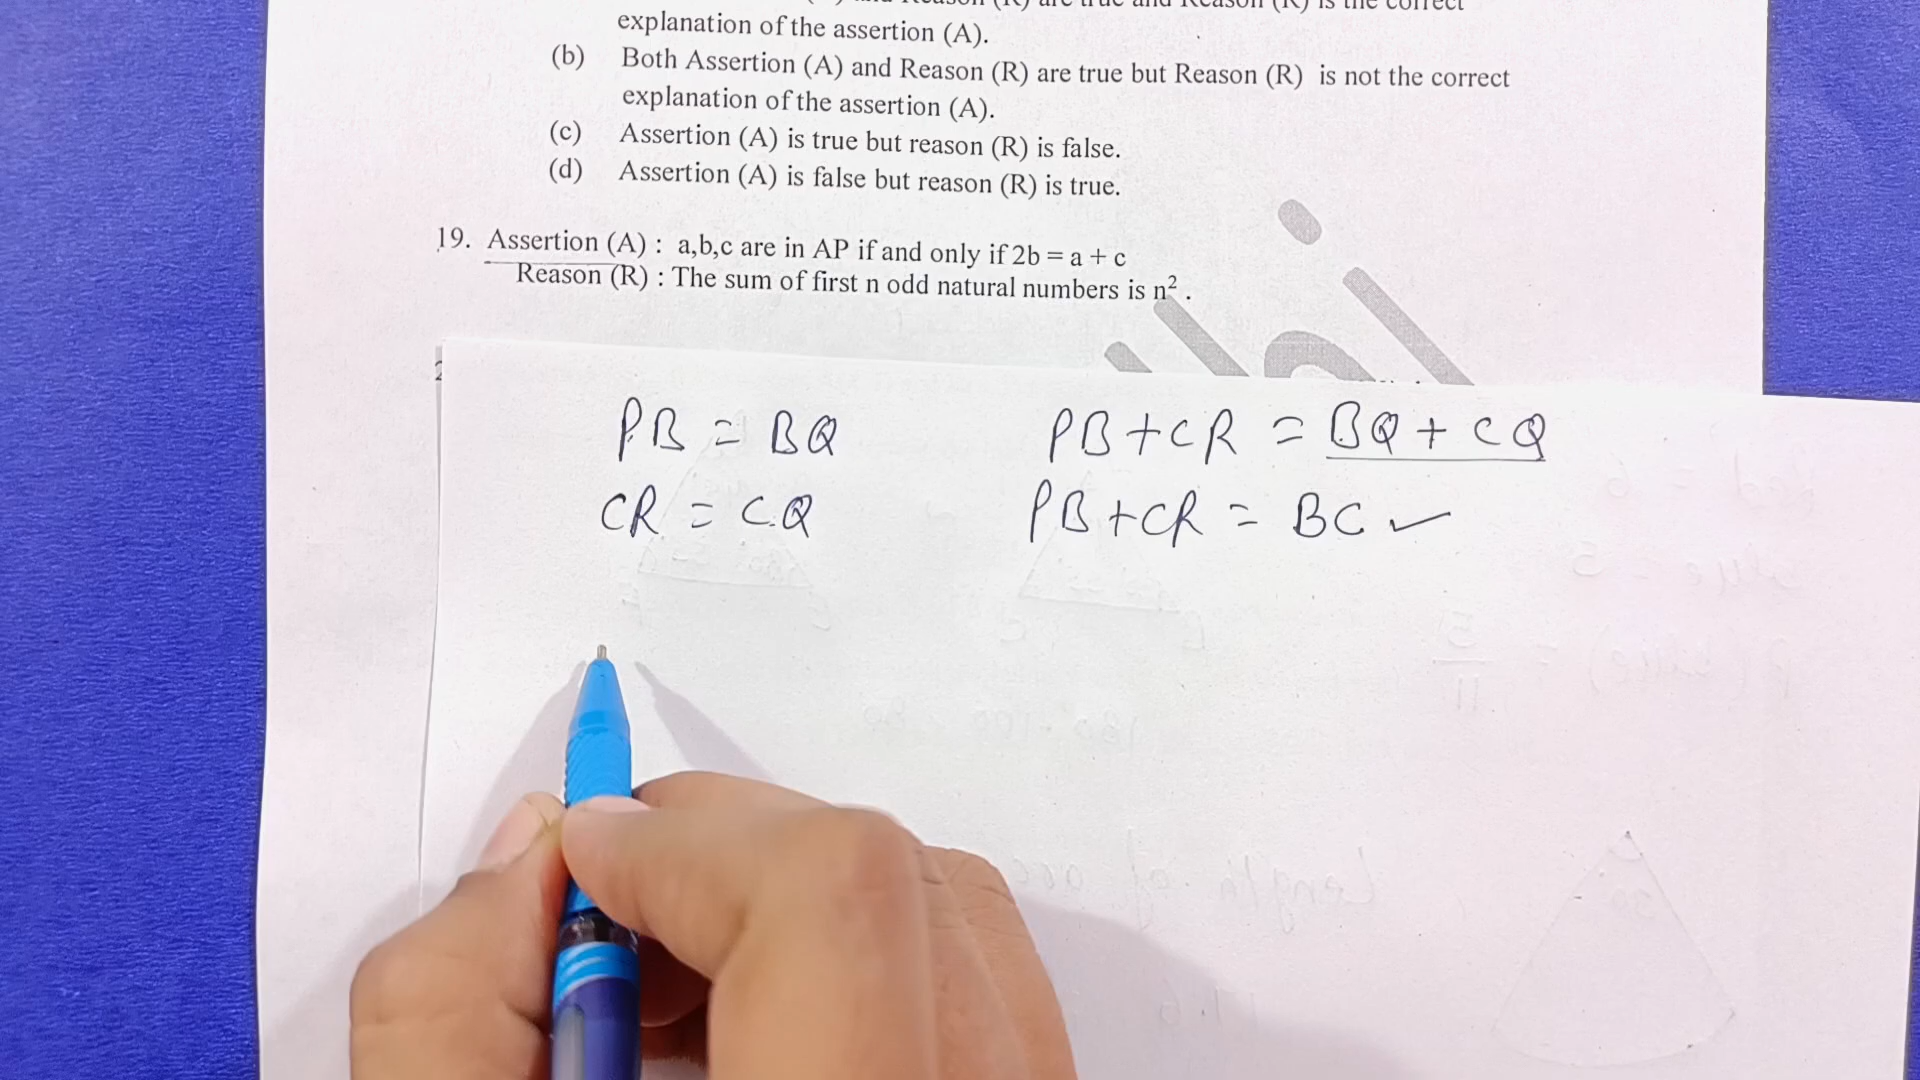 explanation of the assertion (A).
(b) Both Assertion (A) and Reason (R) are true but Reason (R) is not the correct
explanation of the assertion (A).
(c) Assertion (A) is true but reason (R) is false.
(d) Assertion (A) is false but reason (R) is true.
19. Assertion (A) : a,b,c are in AP if and only if 2b = a + c
Reason (R) : The sum of first n odd natural numbers is n² .
PB = BQ
CR = CQ
PB + CR = BQ + CQ
PB + CR = BC ✓